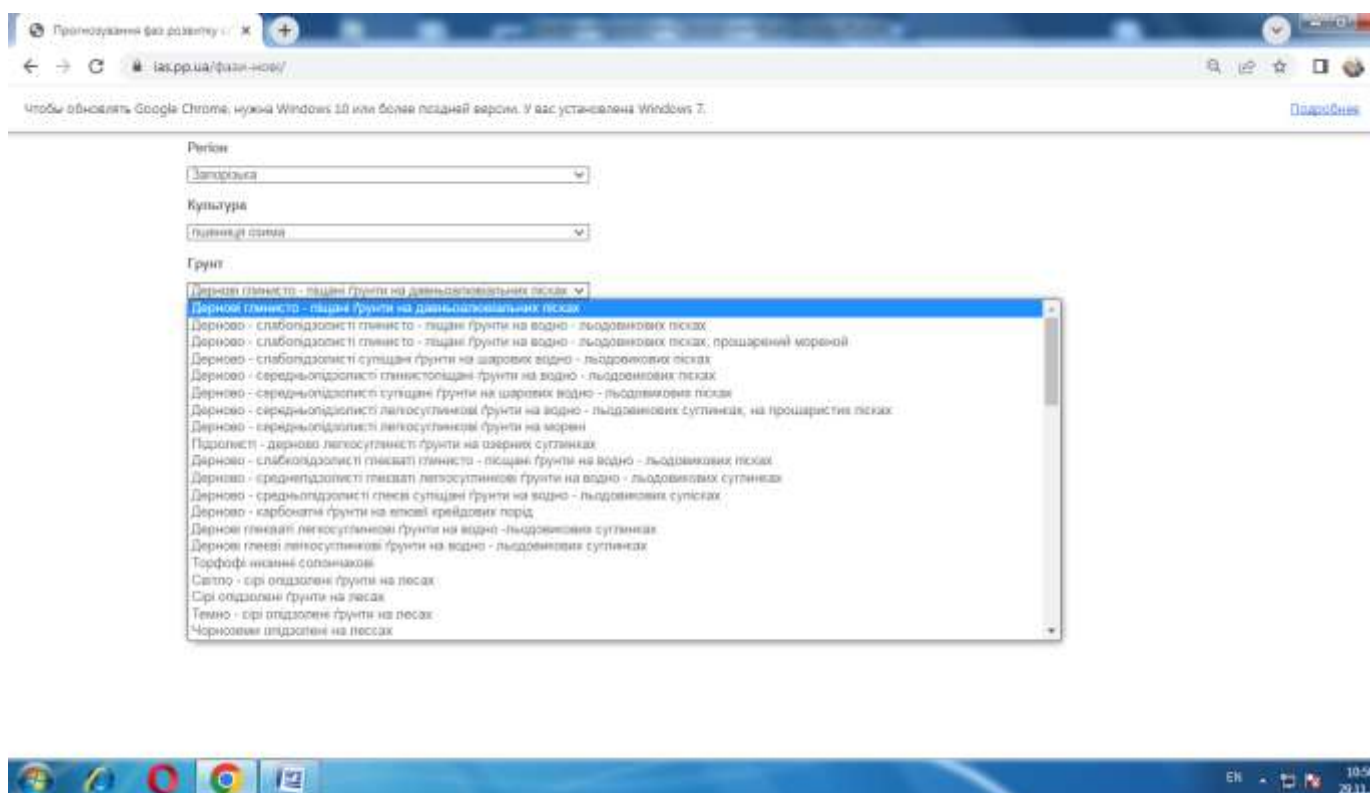 Прогнозування фаз розвитку
ias.pp.ua/фази-нові/
Чтобы обновлять Google Chrome, нужна Windows 10 или более поздней версии. У вас установлена Windows 7.
Подробнее
Регіон
Запорізька
Культура
пшениця озима
Грунт
Дернові глинисто - піщані ґрунти на давньоалювіальних пісках
Дернові глинисто - піщані ґрунти на давньоалювіальних пісках
Дерново - слабопідзолисті глинисто - піщані ґрунти на водно - льодовикових пісках
Дерново - слабопідзолисті глинисто - піщані ґрунти на водно - льодовикових пісках, прошарений мореной
Дерново - слабопідзолисті супіщані ґрунти на шарових водно - льодовикових пісках
Дерново - середньопідзолисті глинистопіщані ґрунти на водно - льодовикових пісках
Дерново - середньопідзолисті супіщані ґрунти на шарових водно - льодовикових пісках
Дерново - середньопідзолисті легкосуглинкові ґрунти на водно - льодовикових суглинках, на прошаристих пісках
Дерново - середньопідзолисті легкосуглинкові ґрунти на морені
Підзолисті - дерново легкосуглинисті ґрунти на озерних суглинках
Дерново - слабкопідзолисті глеюваті глинисто - пісщані ґрунти на водно - льодовикових пісках
Дерново - среднепідзолисті глеюваті легкосуглинкові ґрунти на водно - льодовикових суглинках
Дерново - средньопідзолисті глеєві супіщані ґрунти на водно - льодовикових супісках
Дерново - карбонатні ґрунти на елювії крейдових порід
Дернові глеюваті легкосуглинкові ґрунти на водно -льодовикових суглинках
Дернові глеєві легкосуглинкові ґрунти на водно - льодовикових суглинках
Торфофі низинні солончакові
Світло - сірі опідзолені ґрунти на лесах
Сірі опідзолені ґрунти на лесах
Темно - сірі опідзолені ґрунти на лесах
Чорноземи опідзолені на лессах
EN
10:5
29.11